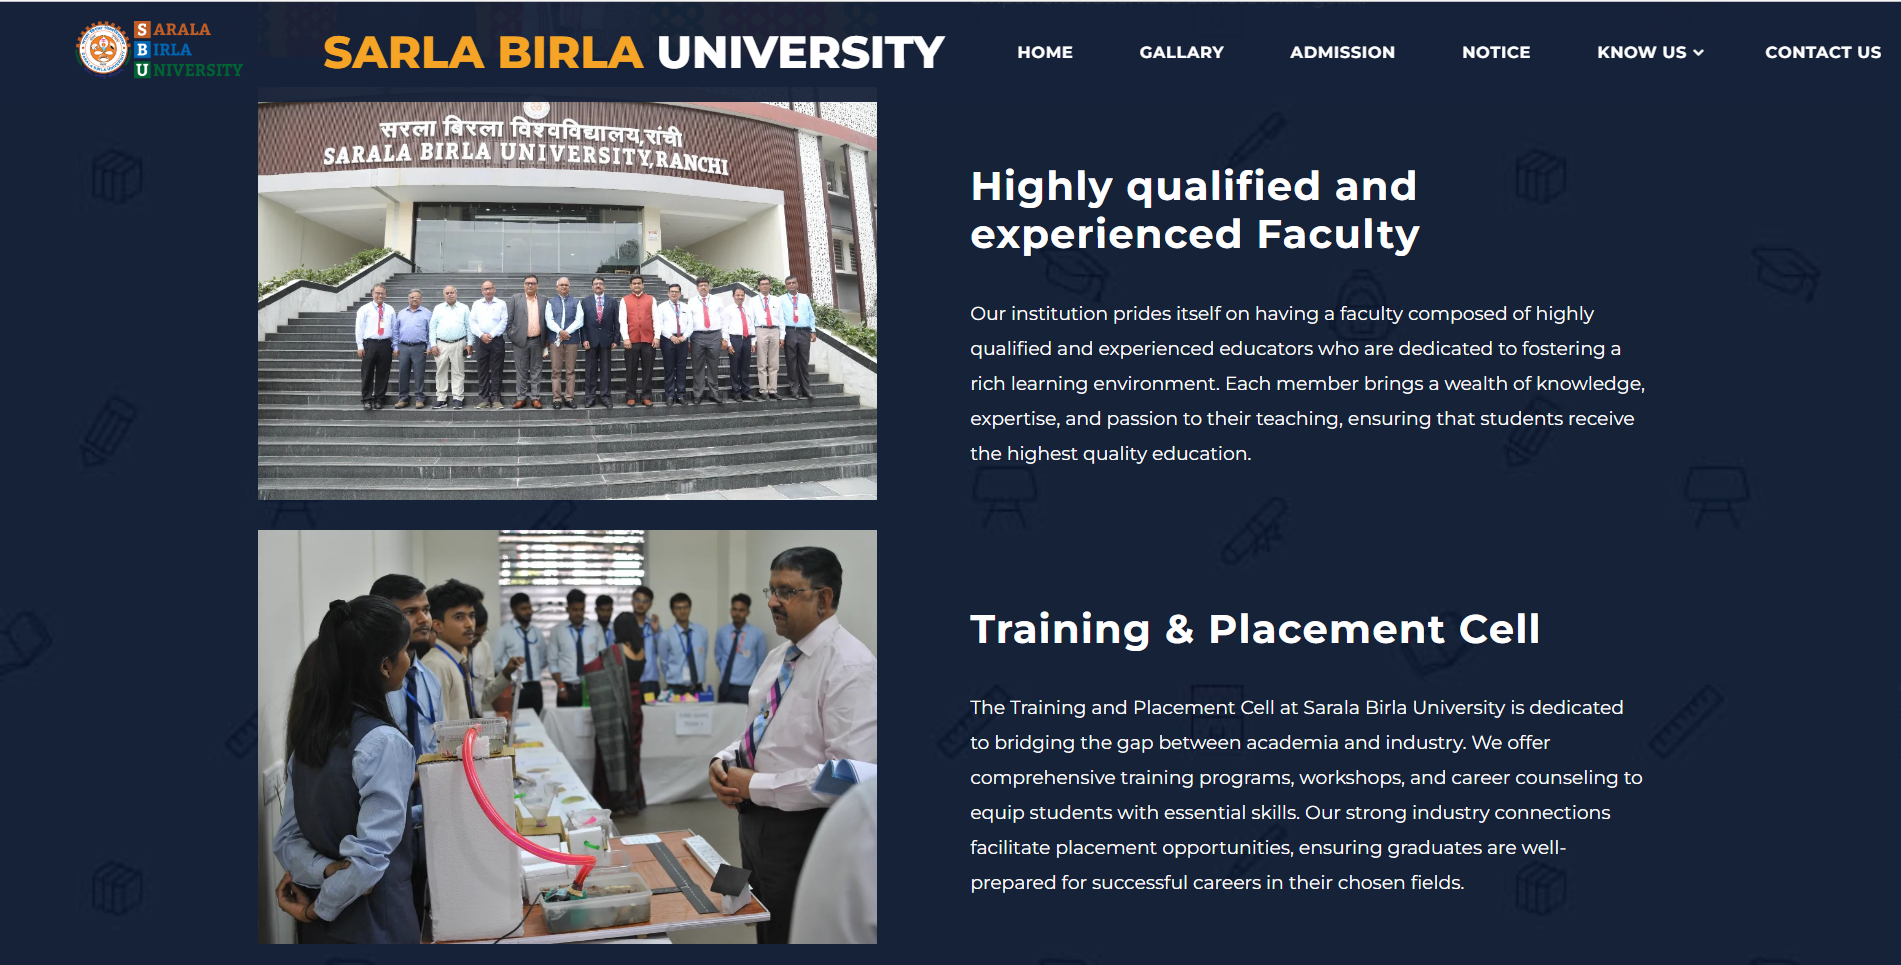 SARALA
BIRLA
UNIVERSITY
SARLA BIRLA UNIVERSITY
HOME
GALLARY
ADMISSION
NOTICE
KNOW US
CONTACT US
सरला बिरला विश्वविद्यालय, रांची
SARALA BIRLA UNIVERSITY, RANCHI
Highly qualified and
experienced Faculty
Our institution prides itself on having a faculty composed of highly
qualified and experienced educators who are dedicated to fostering a
rich learning environment. Each member brings a wealth of knowledge,
expertise, and passion to their teaching, ensuring that students receive
the highest quality education.
Training & Placement Cell
The Training and Placement Cell at Sarala Birla University is dedicated
to bridging the gap between academia and industry. We offer
comprehensive training programs, workshops, and career counseling to
equip students with essential skills. Our strong industry connections
facilitate placement opportunities, ensuring graduates are well-
prepared for successful careers in their chosen fields.